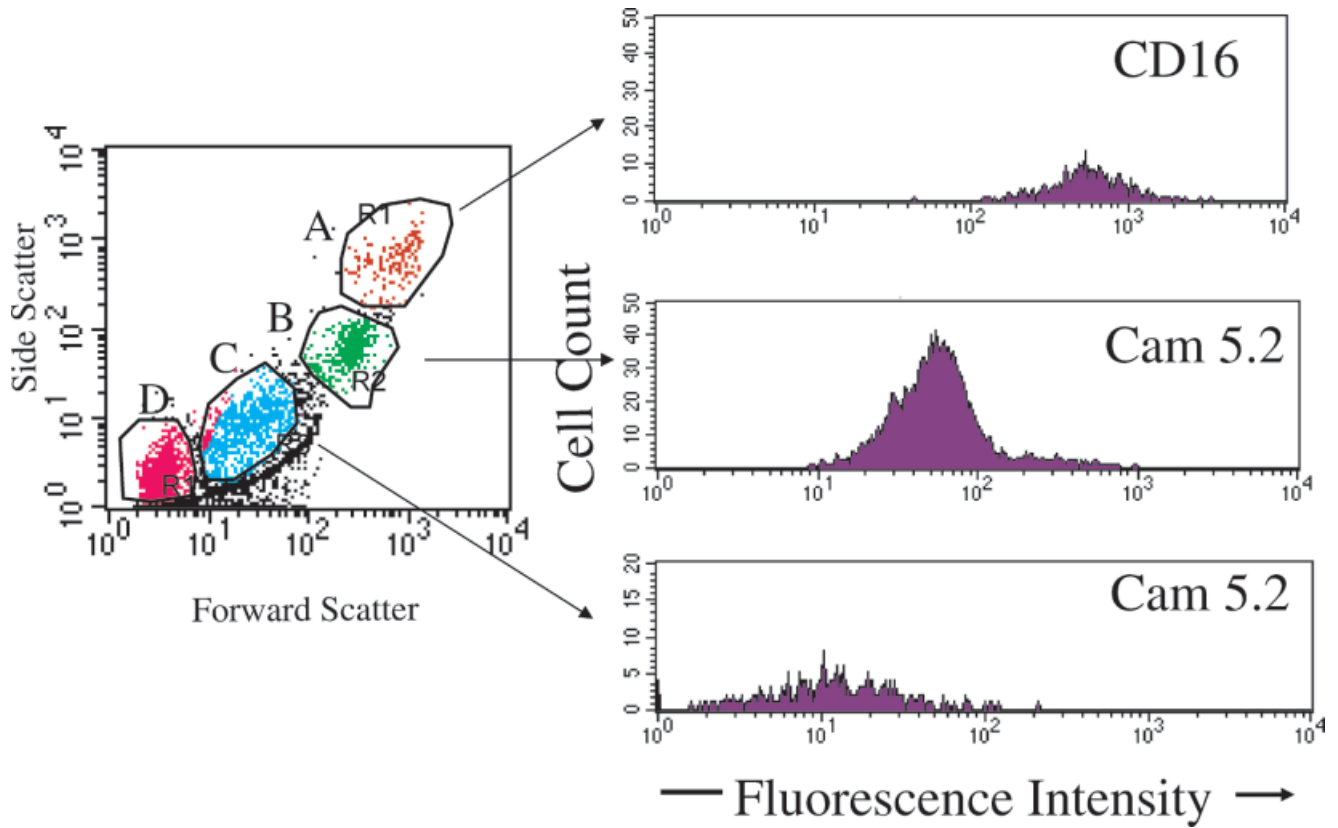 CD16
50
40
30
20
10
0
10^0 10^1 10^2 10^3 10^4
Cell Count
Cam 5.2
50
40
30
20
10
0
10^0 10^1 10^2 10^3 10^4
Cam 5.2
20
15
10
5
0
10^0 10^1 10^2 10^3 10^4
Fluorescence Intensity
Side Scatter
10^4
10^3
10^2
10^1
10^0
A
R1
B
R2
C
D
10^0 10^1 10^2 10^3 10^4
Forward Scatter